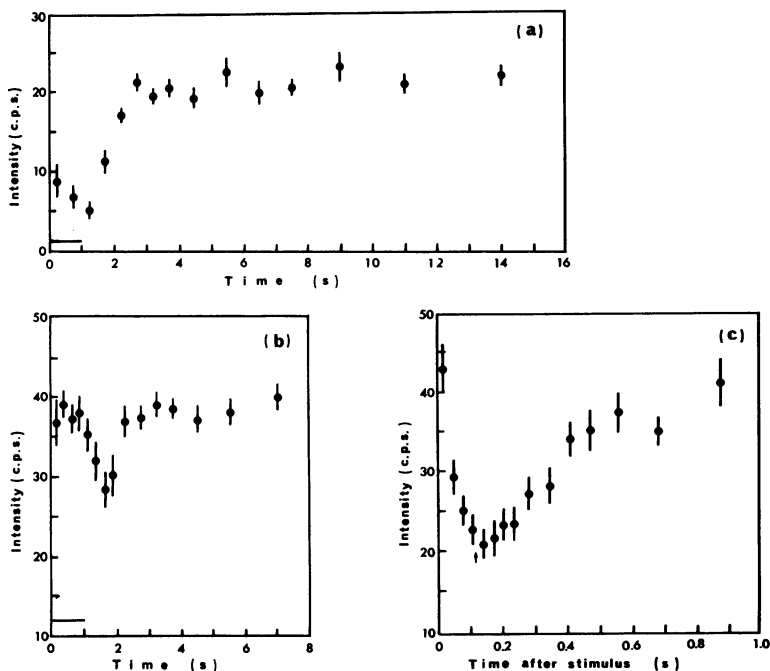 30
(a)
20
10
0
Intensity (c.p.s.)
0 2 4 6 8 10 12 14 16
Time (s)
50
(b)
40
30
20
10
Intensity (c.p.s.)
0 2 4 6 8
Time (s)
50
(c)
40
30
20
10
Intensity (c.p.s.)
0 0.2 0.4 0.6 0.8 1.0
Time after stimulus (s)